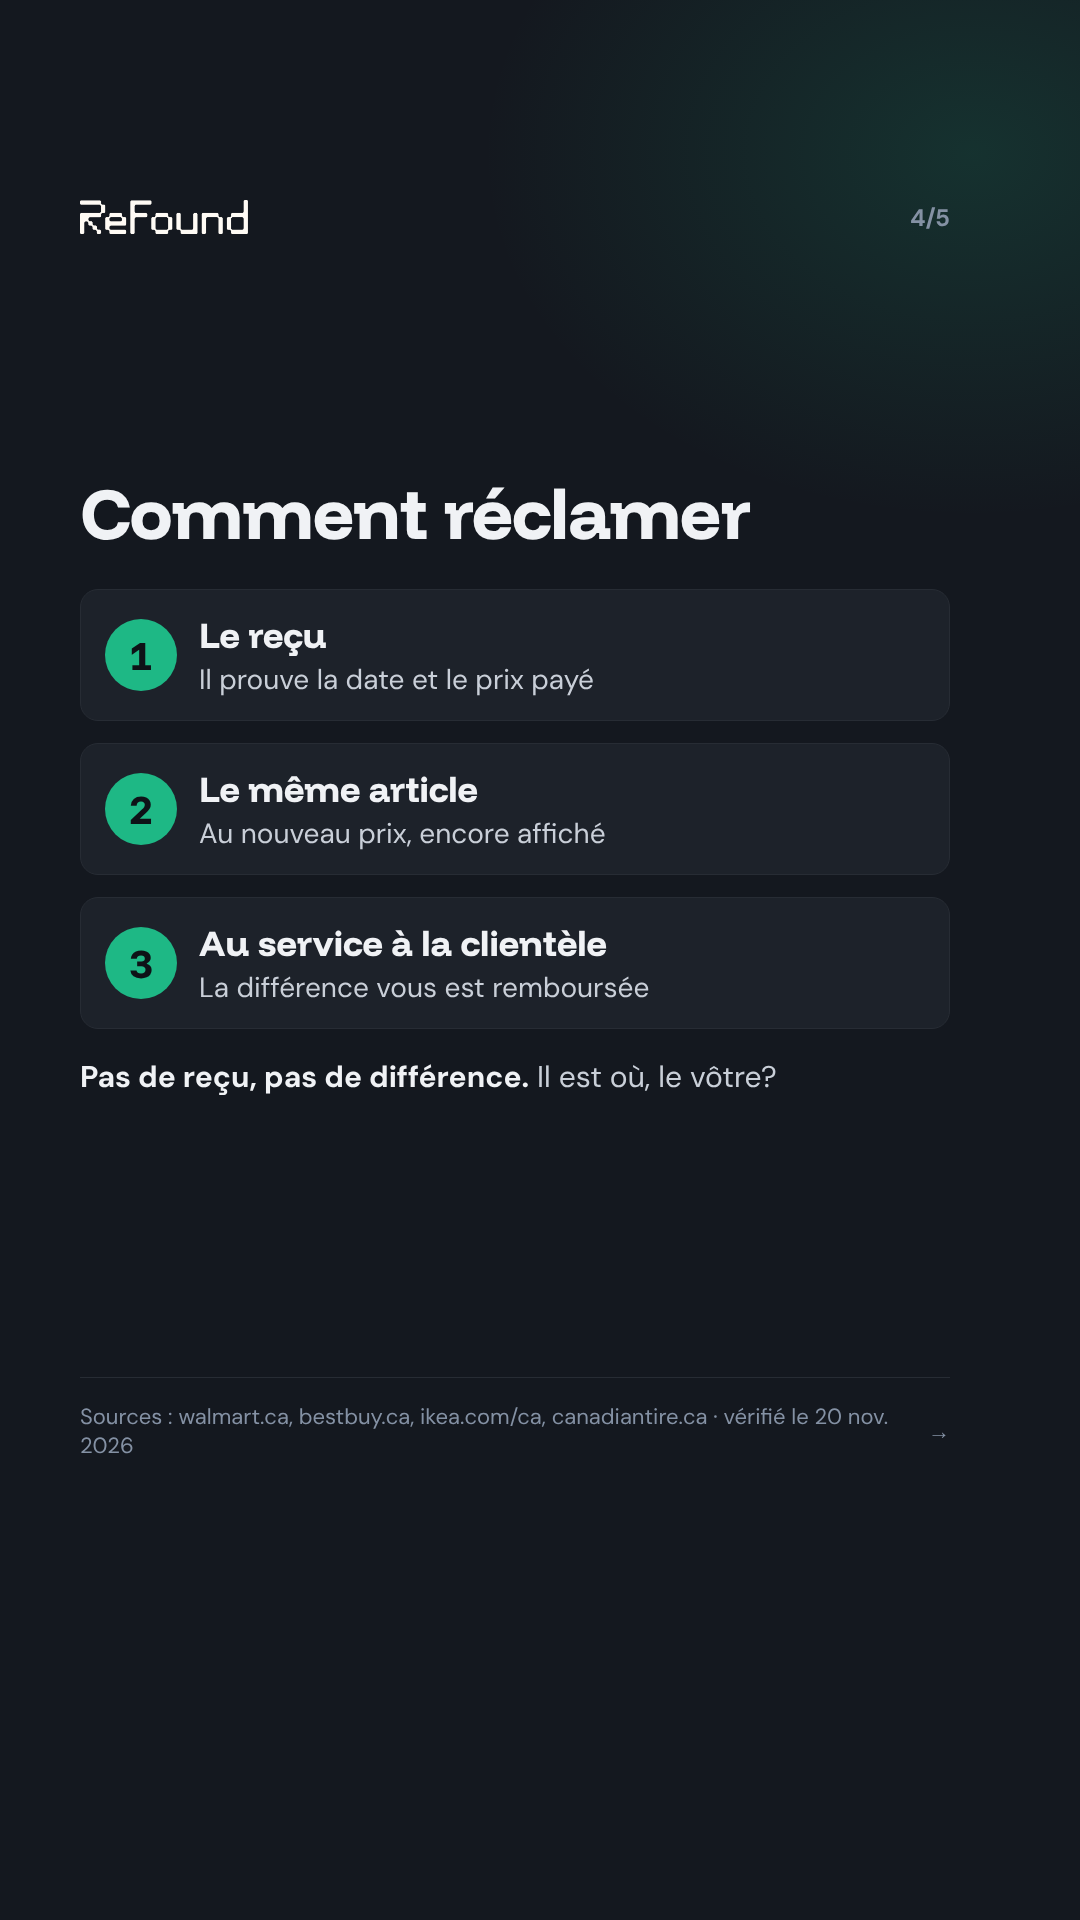 ReFound
4/5
Comment réclamer
1
Le reçu
Il prouve la date et le prix payé
2
Le même article
Au nouveau prix, encore affiché
3
Au service à la clientèle
La différence vous est remboursée
Pas de reçu, pas de différence. Il est où, le vôtre?
Sources : walmart.ca, bestbuy.ca, ikea.com/ca, canadiantire.ca · vérifié le 20 nov.
2026
→